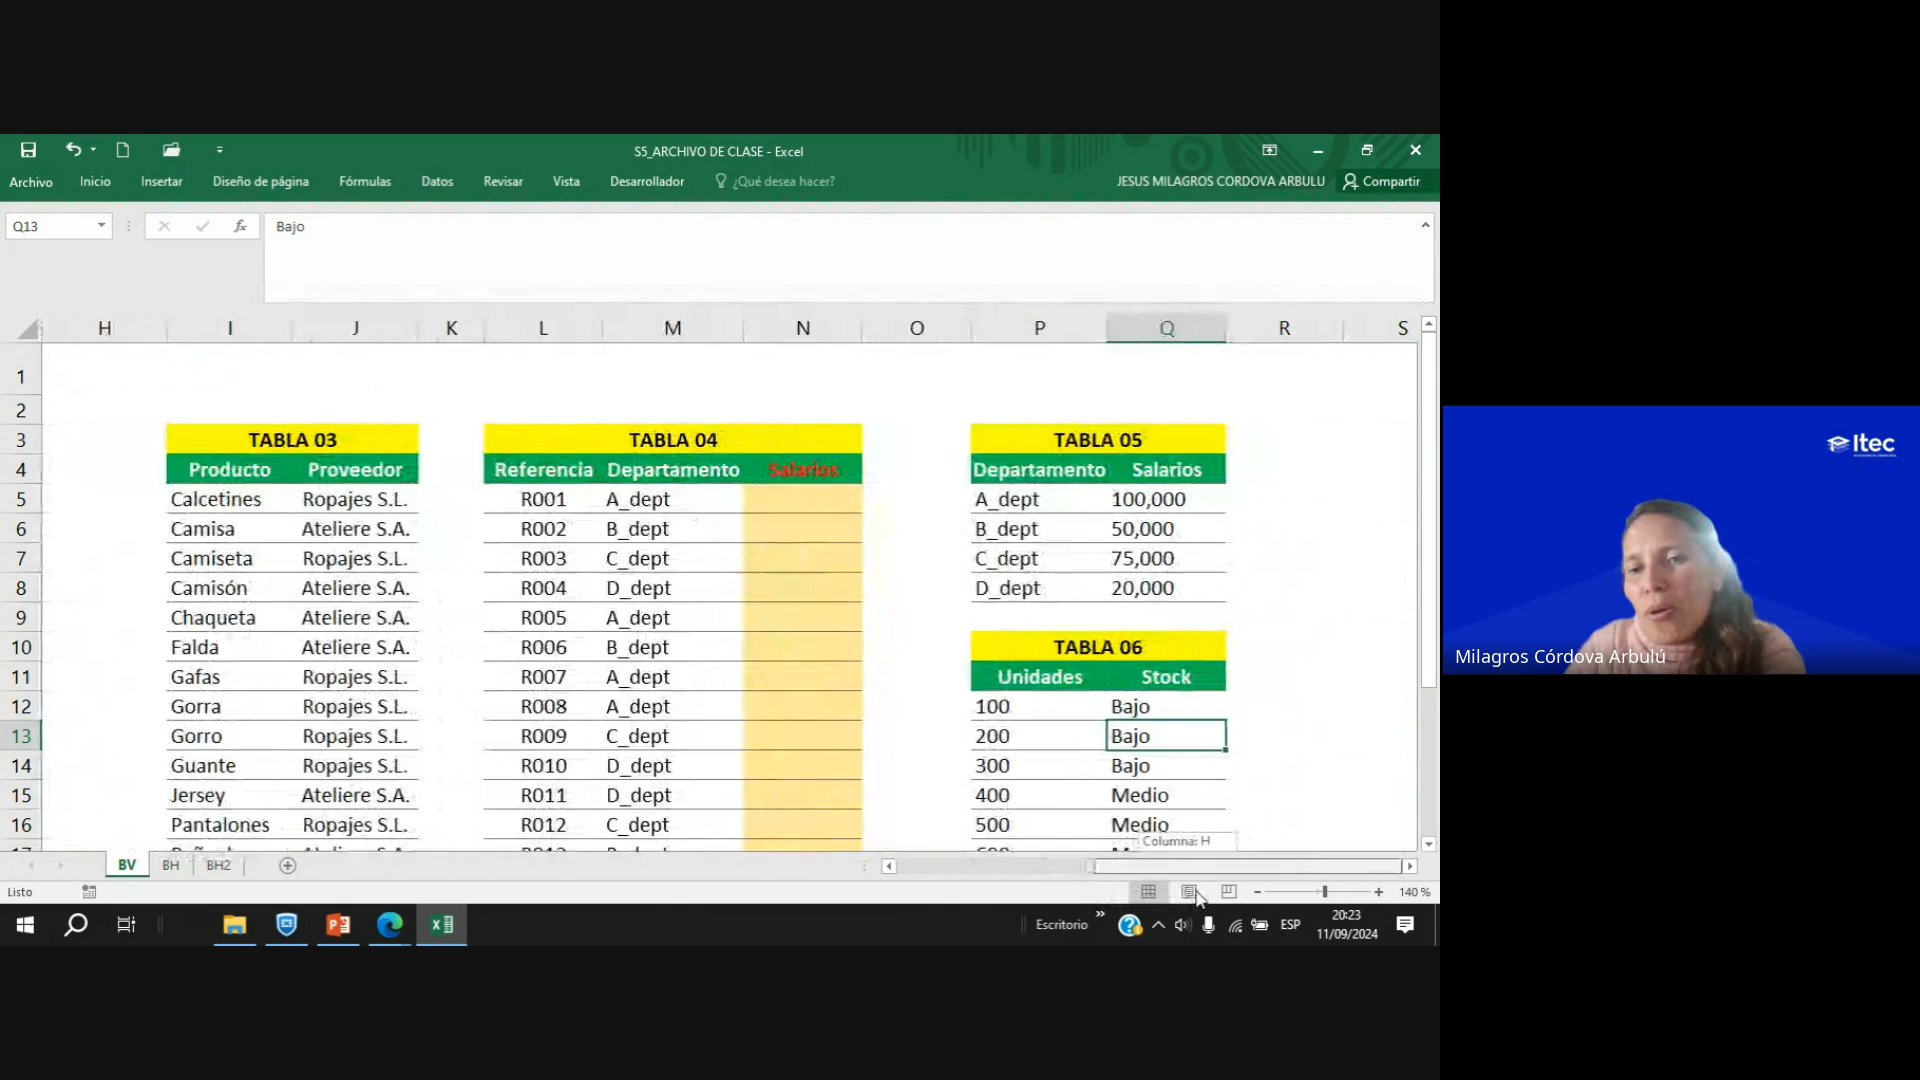 S5_ARCHIVO DE CLASE - Excel
Archivo Inicio Insertar Diseño de página Fórmulas Datos Revisar Vista Desarrollador ¿Qué desea hacer? JESUS MILAGROS CORDOVA ARBULU Compartir
Q13 fx Bajo
H I J K L M N O P Q R S
1
2
3 TABLA 03 TABLA 04 TABLA 05
4 Producto Proveedor Referencia Departamento Salarios Departamento Salarios
5 Calcetines Ropajes S.L. R001 A_dept A_dept 100,000
6 Camisa Ateliere S.A. R002 B_dept B_dept 50,000
7 Camiseta Ropajes S.L. R003 C_dept C_dept 75,000
8 Camisón Ateliere S.A. R004 D_dept D_dept 20,000
9 Chaqueta Ateliere S.A. R005 A_dept
10 Falda Ateliere S.A. R006 B_dept TABLA 06
11 Gafas Ropajes S.L. R007 A_dept Unidades Stock
12 Gorra Ropajes S.L. R008 A_dept 100 Bajo
13 Gorro Ropajes S.L. R009 C_dept 200 Bajo
14 Guante Ropajes S.L. R010 D_dept 300 Bajo
15 Jersey Ateliere S.A. R011 D_dept 400 Medio
16 Pantalones Ropajes S.L. R012 C_dept 500 Medio
Columna: H
BV BH BH2
Listo 140 %
Escritorio » ESP 20:23
11/09/2024
Itec
Milagros Córdova Arbulú